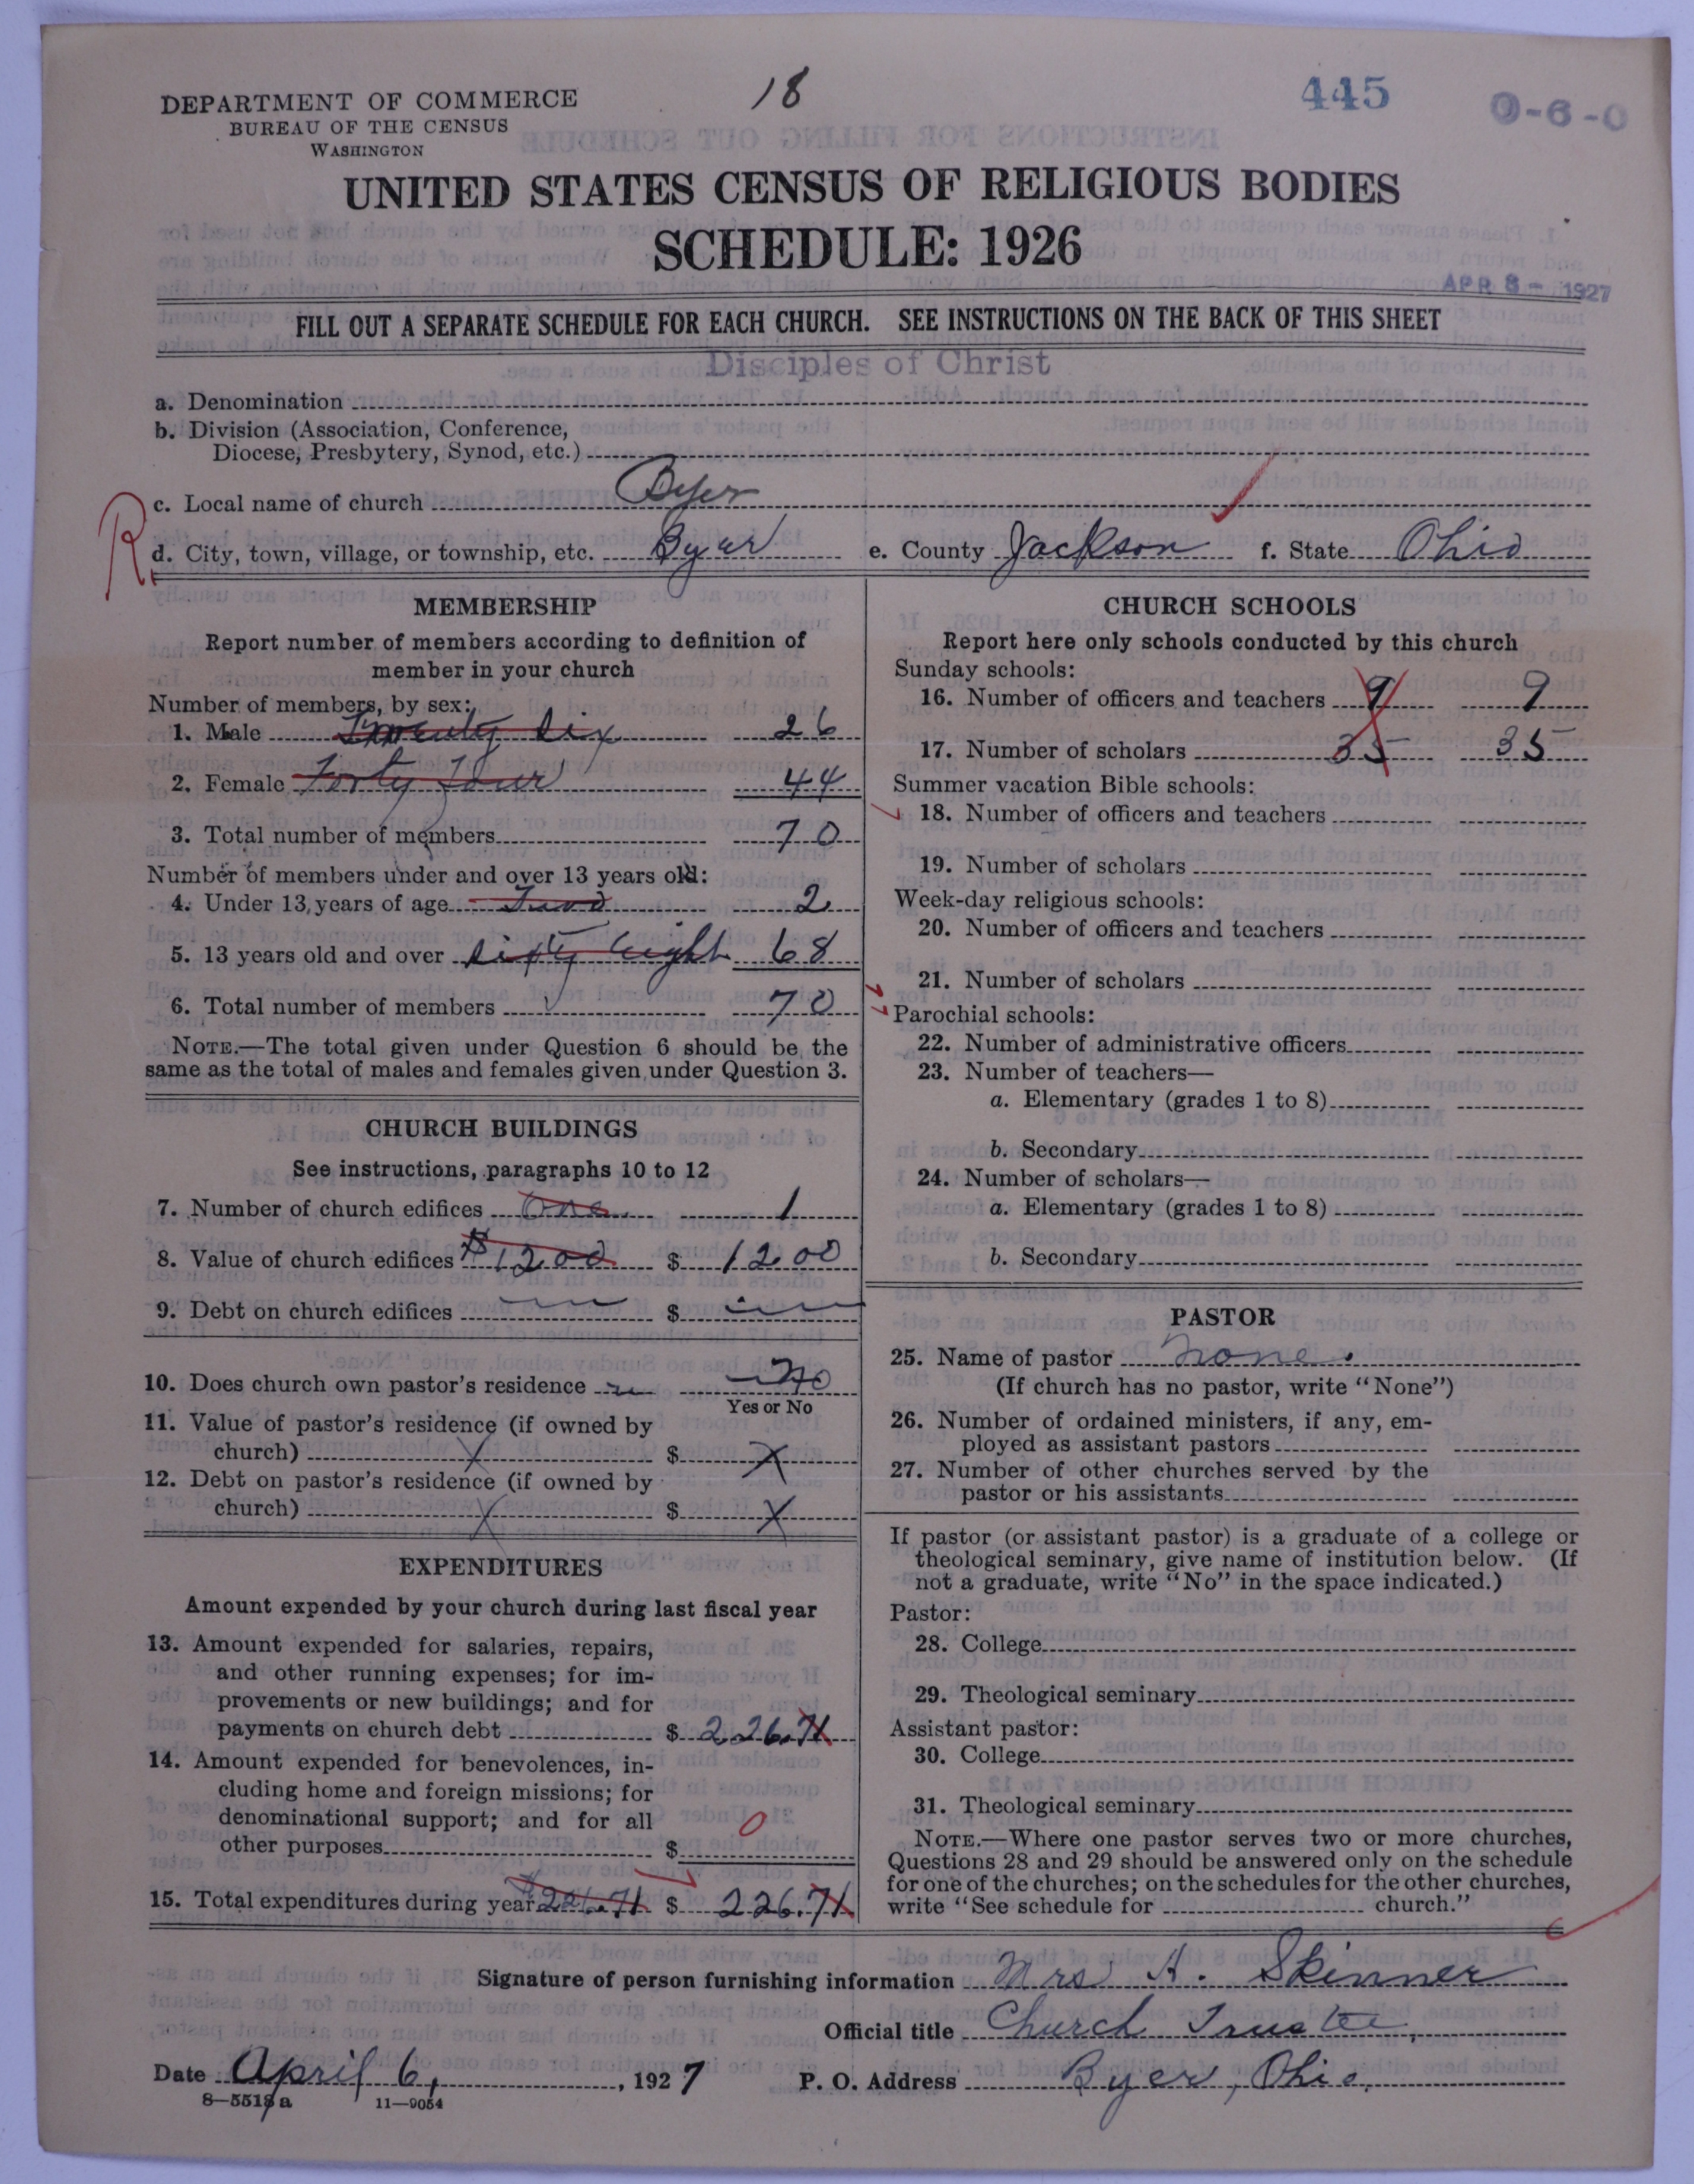 DEPARTMENT OF COMMERCE
BUREAU OF THE CENSUS
WASHINGTON
18
445
0-6-0
UNITED STATES CENSUS OF RELIGIOUS BODIES
SCHEDULE: 1926
APR 8 - 1927
FILL OUT A SEPARATE SCHEDULE FOR EACH CHURCH. SEE INSTRUCTIONS ON THE BACK OF THIS SHEET
Disciples of Christ
a. Denomination
b. Division (Association, Conference,
Diocese, Presbytery, Synod, etc.)
c. Local name of church Byer
R
d. City, town, village, or township, etc. Byer e. County Jackson f. State Ohio
MEMBERSHIP
Report number of members according to definition of
member in your church
Number of members, by sex:
1. Male Twenty Six 26
2. Female Forty Four 44
3. Total number of members 70
Number of members under and over 13 years old:
4. Under 13 years of age Two 2
5. 13 years old and over Sixty Eight 68
6. Total number of members 70
NOTE.—The total given under Question 6 should be the
same as the total of males and females given under Question 3.
CHURCH BUILDINGS
See instructions, paragraphs 10 to 12
7. Number of church edifices One 1
8. Value of church edifices $1200 $ 1200
9. Debt on church edifices $
10. Does church own pastor's residence No
Yes or No
11. Value of pastor's residence (if owned by
church) X $ X
12. Debt on pastor's residence (if owned by
church) X $ X
EXPENDITURES
Amount expended by your church during last fiscal year
13. Amount expended for salaries, repairs,
and other running expenses; for im-
provements or new buildings; and for
payments on church debt $ 226.71
14. Amount expended for benevolences, in-
cluding home and foreign missions; for
denominational support; and for all
other purposes $ 0
15. Total expenditures during year $226.71 $ 226.71
CHURCH SCHOOLS
Report here only schools conducted by this church
Sunday schools:
16. Number of officers and teachers 9 9
17. Number of scholars 35 35
Summer vacation Bible schools:
18. Number of officers and teachers
19. Number of scholars
Week-day religious schools:
20. Number of officers and teachers
21. Number of scholars
Parochial schools:
22. Number of administrative officers
23. Number of teachers—
a. Elementary (grades 1 to 8)
b. Secondary
24. Number of scholars—
a. Elementary (grades 1 to 8)
b. Secondary
PASTOR
25. Name of pastor None.
(If church has no pastor, write "None")
26. Number of ordained ministers, if any, em-
ployed as assistant pastors
27. Number of other churches served by the
pastor or his assistants
If pastor (or assistant pastor) is a graduate of a college or
theological seminary, give name of institution below. (If
not a graduate, write "No" in the space indicated.)
Pastor:
28. College
29. Theological seminary
Assistant pastor:
30. College
31. Theological seminary
NOTE.—Where one pastor serves two or more churches,
Questions 28 and 29 should be answered only on the schedule
for one of the churches; on the schedules for the other churches,
write "See schedule for church."
Signature of person furnishing information Mrs A. Skinner
Official title Church Trustee,
Date April 6, 1927 P. O. Address Byer, Ohio,
8—5518 a 11—9054